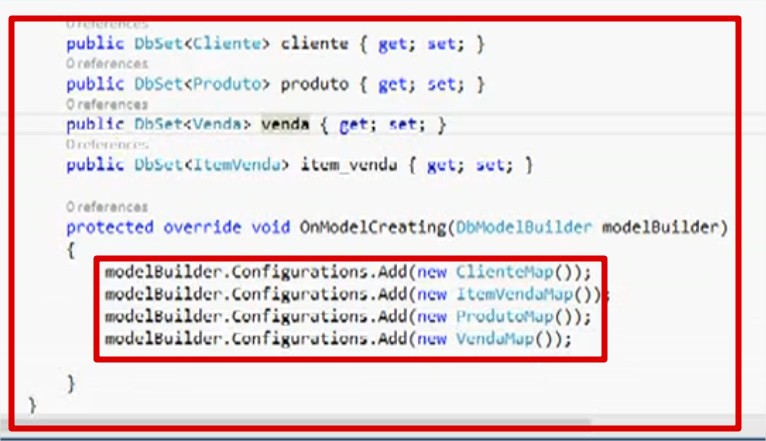 0 references
public DbSet<Cliente> cliente { get; set; }
0 references
public DbSet<Produto> produto { get; set; }
0 references
public DbSet<Venda> venda { get; set; }
0 references
public DbSet<ItemVenda> item_venda { get; set; }
0 references
protected override void OnModelCreating(DbModelBuilder modelBuilder)
{
modelBuilder.Configurations.Add(new ClienteMap());
modelBuilder.Configurations.Add(new ItemVendaMap());
modelBuilder.Configurations.Add(new ProdutoMap());
modelBuilder.Configurations.Add(new VendaMap());
}
}